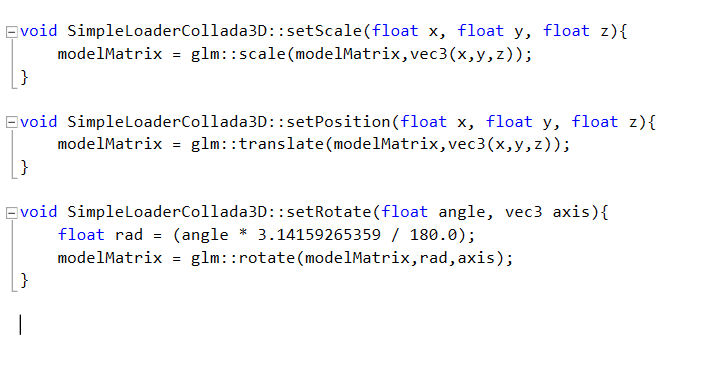 void SimpleLoaderCollada3D::setScale(float x, float y, float z){
    modelMatrix = glm::scale(modelMatrix,vec3(x,y,z));
}
void SimpleLoaderCollada3D::setPosition(float x, float y, float z){
    modelMatrix = glm::translate(modelMatrix,vec3(x,y,z));
}
void SimpleLoaderCollada3D::setRotate(float angle, vec3 axis){
    float rad = (angle * 3.14159265359 / 180.0);
    modelMatrix = glm::rotate(modelMatrix,rad,axis);
}